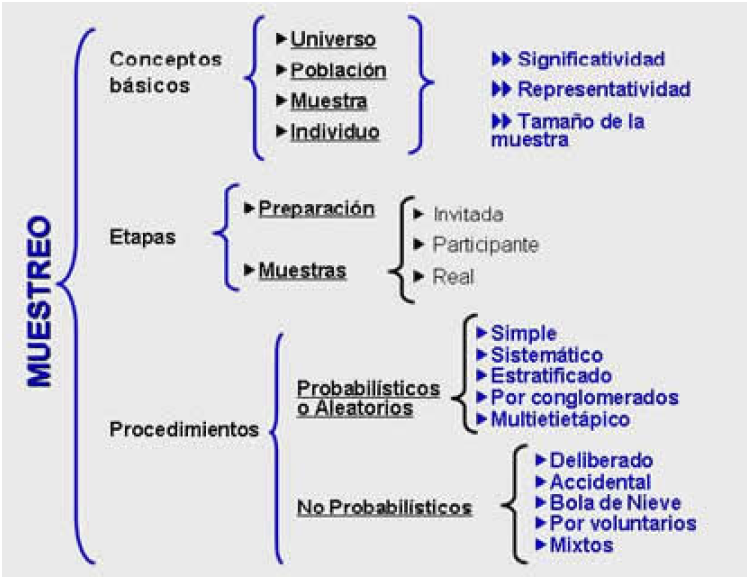 MUESTREO
Conceptos
básicos
Universo
Población
Muestra
Individuo
Significatividad
Representatividad
Tamaño de la
muestra
Etapas
Preparación
Muestras
Invitada
Participante
Real
Procedimientos
Probabilísticos
o Aleatorios
Simple
Sistemático
Estratificado
Por conglomerados
Multietietápico
No Probabilísticos
Deliberado
Accidental
Bola de Nieve
Por voluntarios
Mixtos